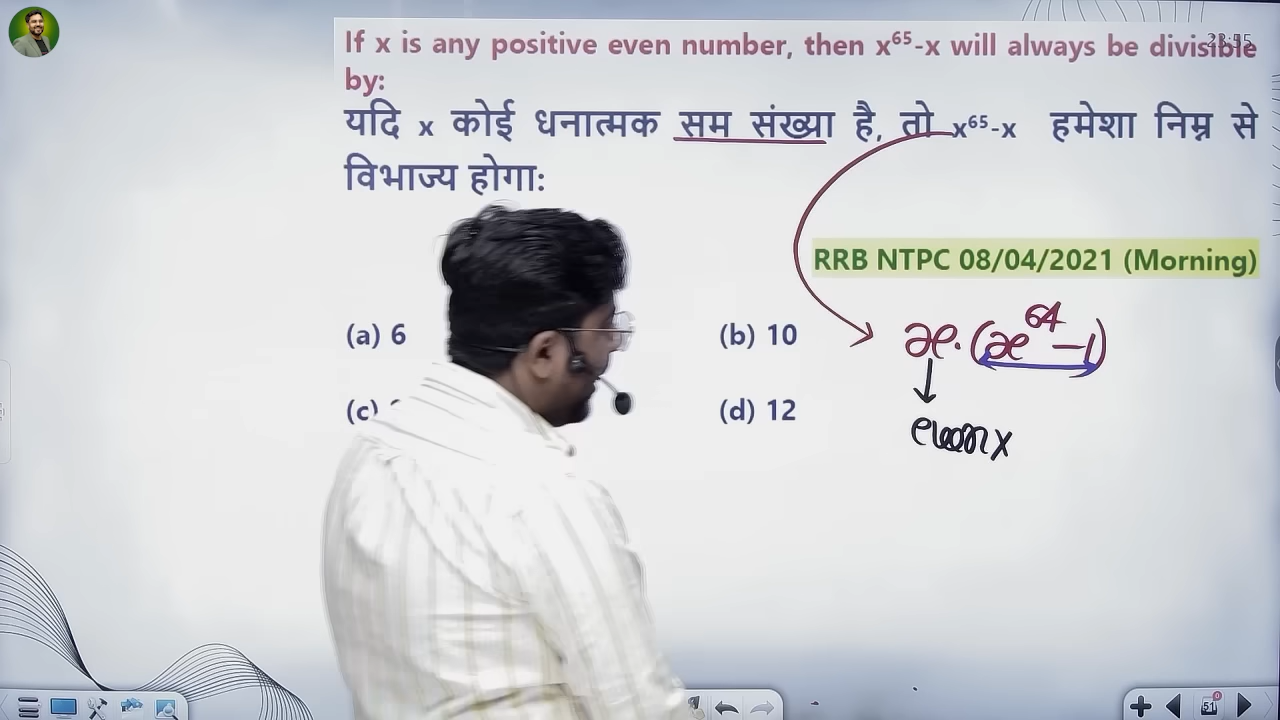 If x is any positive even number, then x⁶⁵-x will always be divisible
by:
यदि x कोई धनात्मक सम संख्या है, तो x⁶⁵-x हमेशा निम्न से
विभाज्य होगा:
RRB NTPC 08/04/2021 (Morning)
(a) 6
(b) 10
x.(x⁶⁴-1)
(c)
(d) 12
51